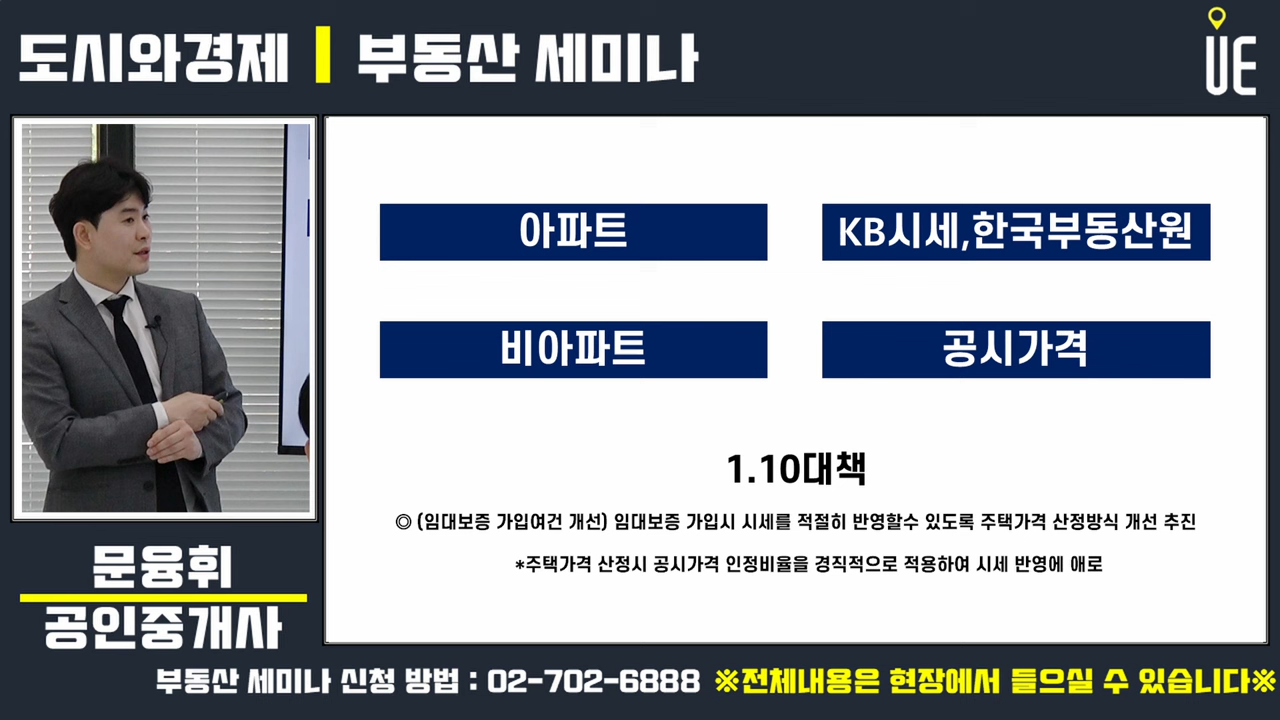 도시와경제 | 부동산 세미나
UE
아파트
KB시세,한국부동산원
비아파트
공시가격
1.10대책
◎ (임대보증 가입여건 개선) 임대보증 가입시 시세를 적절히 반영할수 있도록 주택가격 산정방식 개선 추진
*주택가격 산정시 공시가격 인정비율을 경직적으로 적용하여 시세 반영에 애로
문융휘
공인중개사
부동산 세미나 신청 방법 : 02-702-6888 ※전체내용은 현장에서 들으실 수 있습니다※